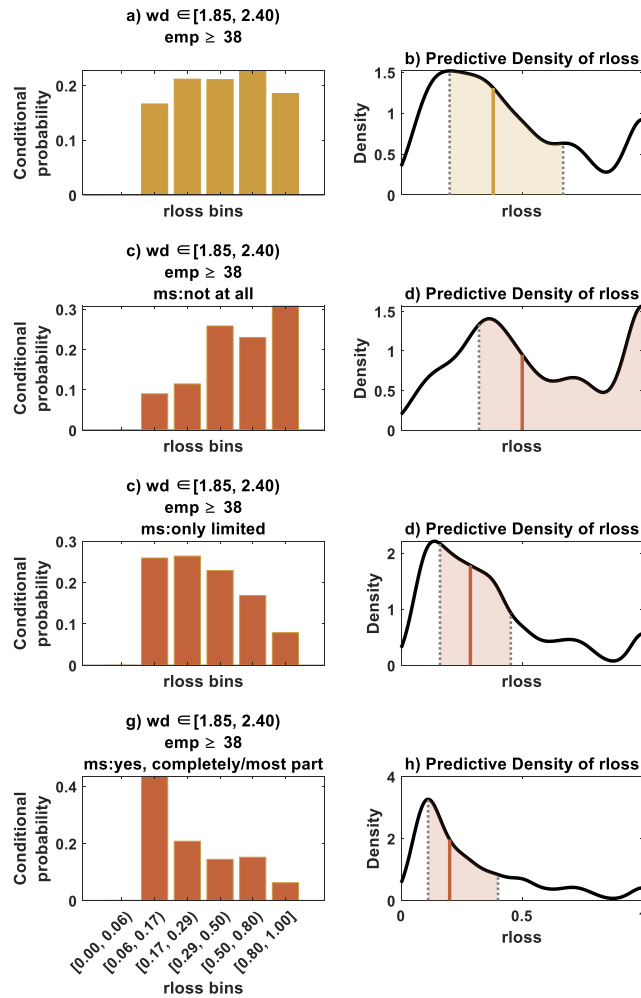 a) wd ∈[1.85, 2.40)
emp ≥ 38
0.2
0.1
0
Conditional
probability
rloss bins
b) Predictive Density of rloss
1.5
1
0.5
0
Density
rloss
c) wd ∈[1.85, 2.40)
emp ≥ 38
ms:not at all
0.3
0.2
0.1
0
Conditional
probability
rloss bins
d) Predictive Density of rloss
1.5
1
0.5
0
Density
rloss
c) wd ∈[1.85, 2.40)
emp ≥ 38
ms:only limited
0.3
0.2
0.1
0
Conditional
probability
rloss bins
d) Predictive Density of rloss
2
1
0
Density
rloss
g) wd ∈[1.85, 2.40)
emp ≥ 38
ms:yes, completely/most part
0.4
0.2
0
Conditional
probability
[0.00, 0.06)
[0.06, 0.17)
[0.17, 0.29)
[0.29, 0.50)
[0.50, 0.80)
[0.80, 1.00]
rloss bins
h) Predictive Density of rloss
4
2
0
Density
0
0.5
1
rloss